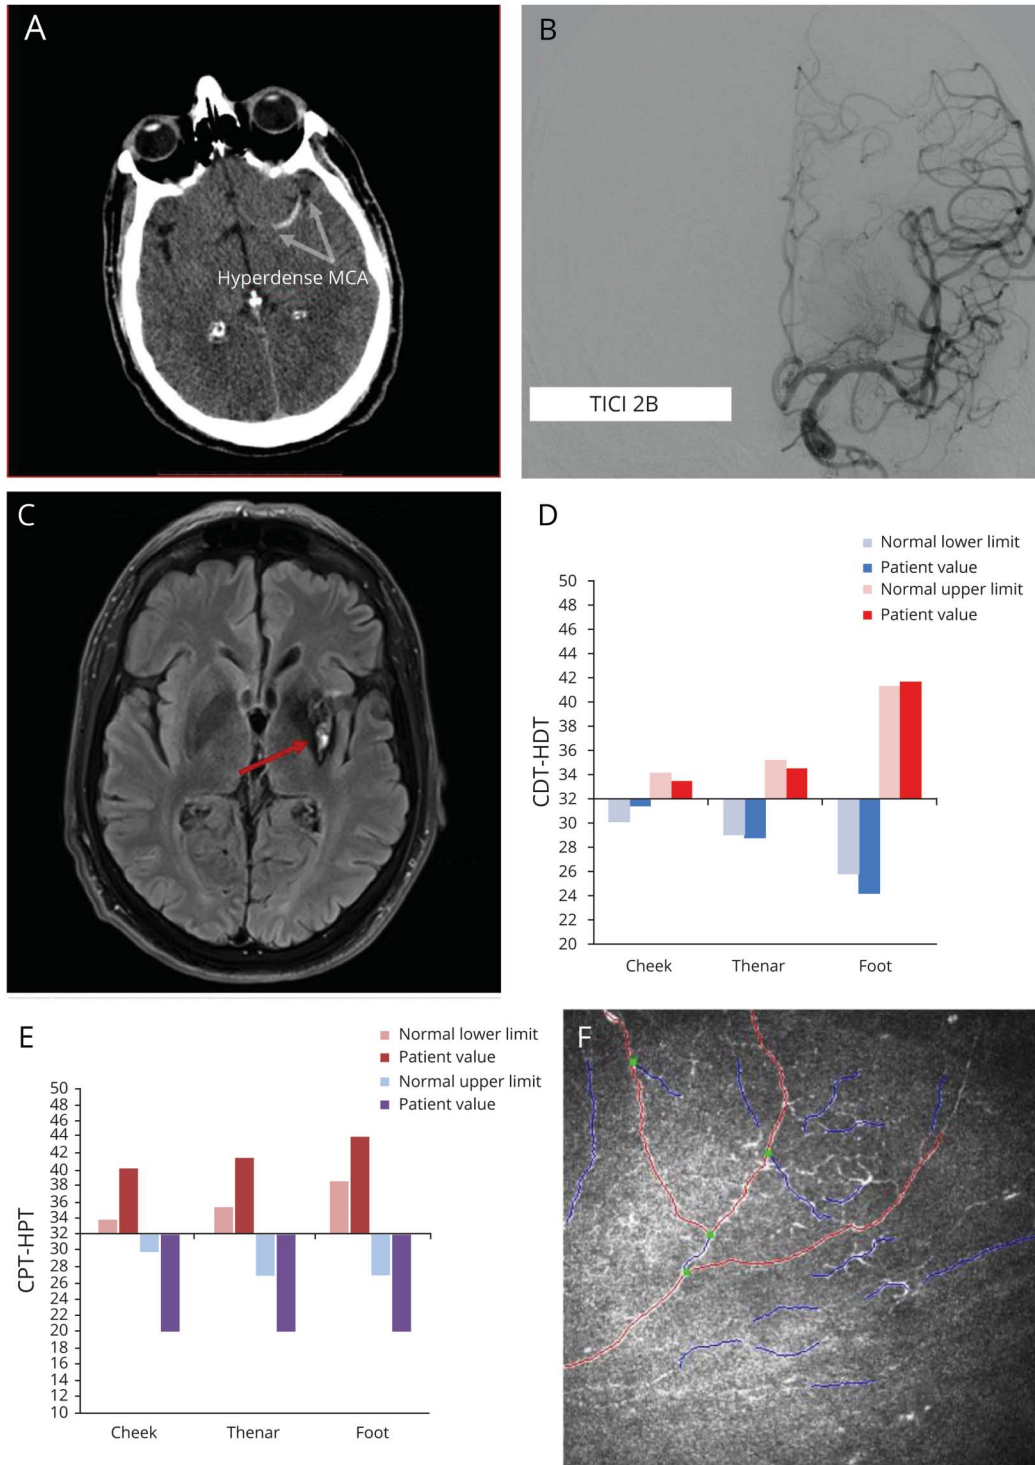 A
Hyperdense MCA
B
TICI 2B
C
D
Normal lower limit
Patient value
Normal upper limit
Patient value
50
48
46
44
42
40
36
34
32
30
28
26
24
22
20
CDT-HDT
Cheek Thenar Foot
E
Normal lower limit
Patient value
Normal upper limit
Patient value
50
48
46
44
42
40
38
36
34
32
30
28
26
24
22
20
18
16
14
12
10
CPT-HPT
Cheek Thenar Foot
F